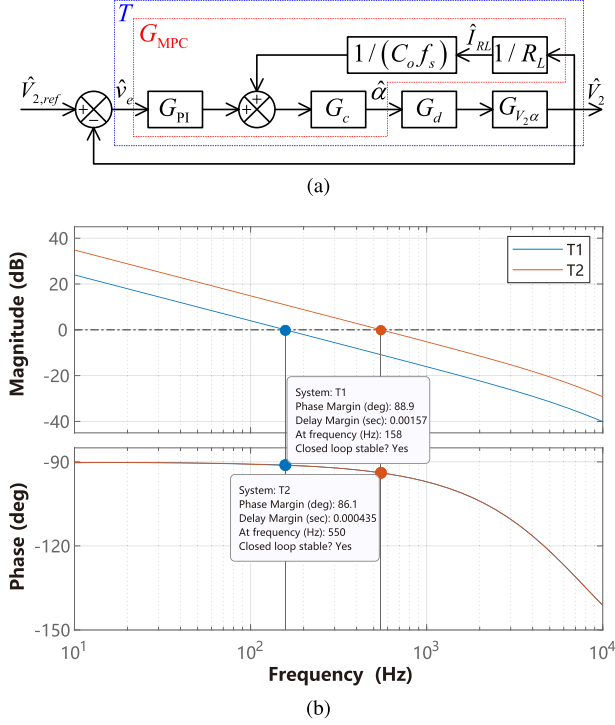 T
G_MPC
1/(C_o f_s)
Î_RL
1/R_L
V̂_2,ref
+
−
v̂_e
G_PI
+
+
G_c
α̂
G_d
G_V₂α
V̂_2
(a)
Magnitude (dB)
40
20
0
-20
-40
T1
T2
System: T1
Phase Margin (deg): 88.9
Delay Margin (sec): 0.00157
At frequency (Hz): 158
Closed loop stable? Yes
Phase (deg)
-90
-120
-150
System: T2
Phase Margin (deg): 86.1
Delay Margin (sec): 0.000435
At frequency (Hz): 550
Closed loop stable? Yes
10^1
10^2
10^3
10^4
Frequency (Hz)
(b)